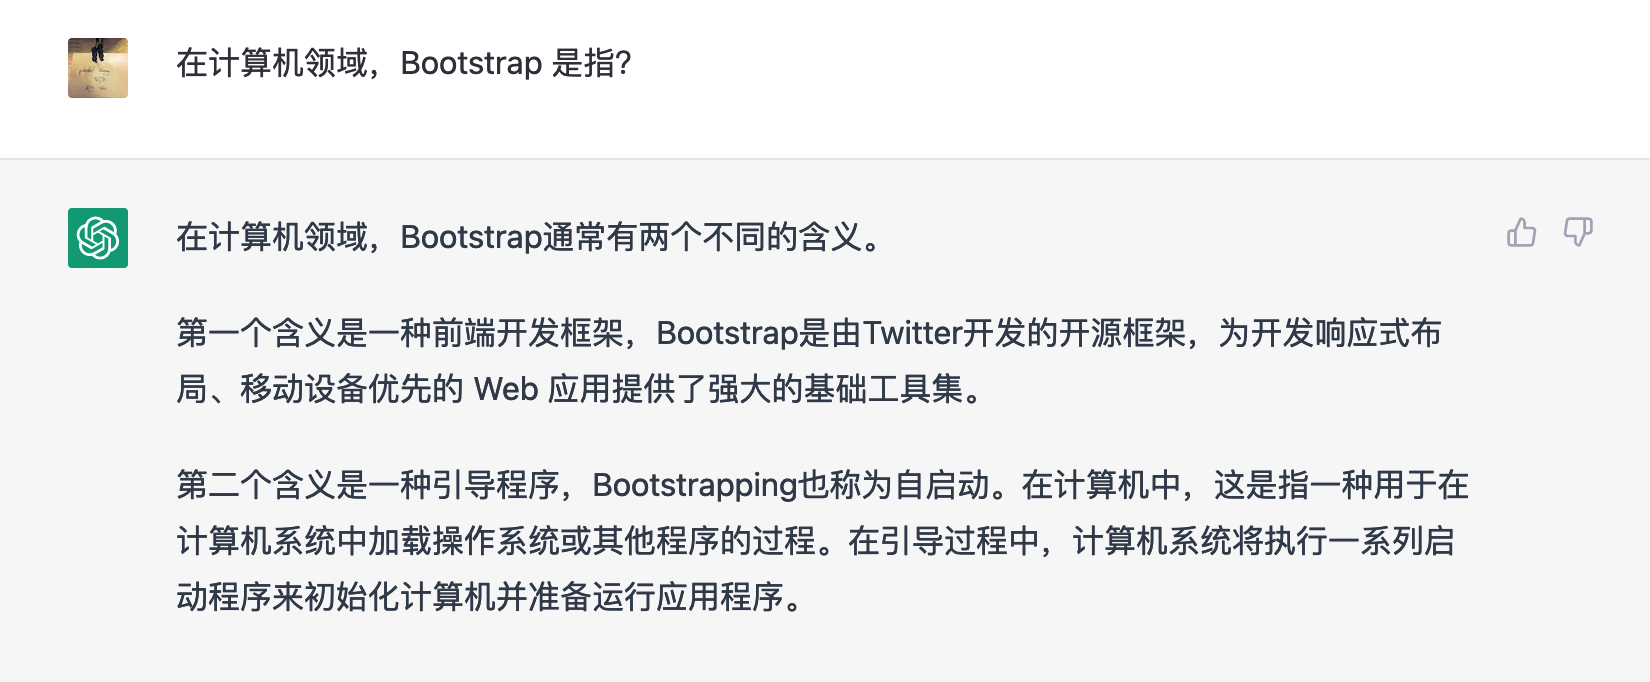 在计算机领域，Bootstrap 是指?
在计算机领域，Bootstrap通常有两个不同的含义。
第一个含义是一种前端开发框架，Bootstrap是由Twitter开发的开源框架，为开发响应式布
局、移动设备优先的 Web 应用提供了强大的基础工具集。
第二个含义是一种引导程序，Bootstrapping也称为自启动。在计算机中，这是指一种用于在
计算机系统中加载操作系统或其他程序的过程。在引导过程中，计算机系统将执行一系列启
动程序来初始化计算机并准备运行应用程序。